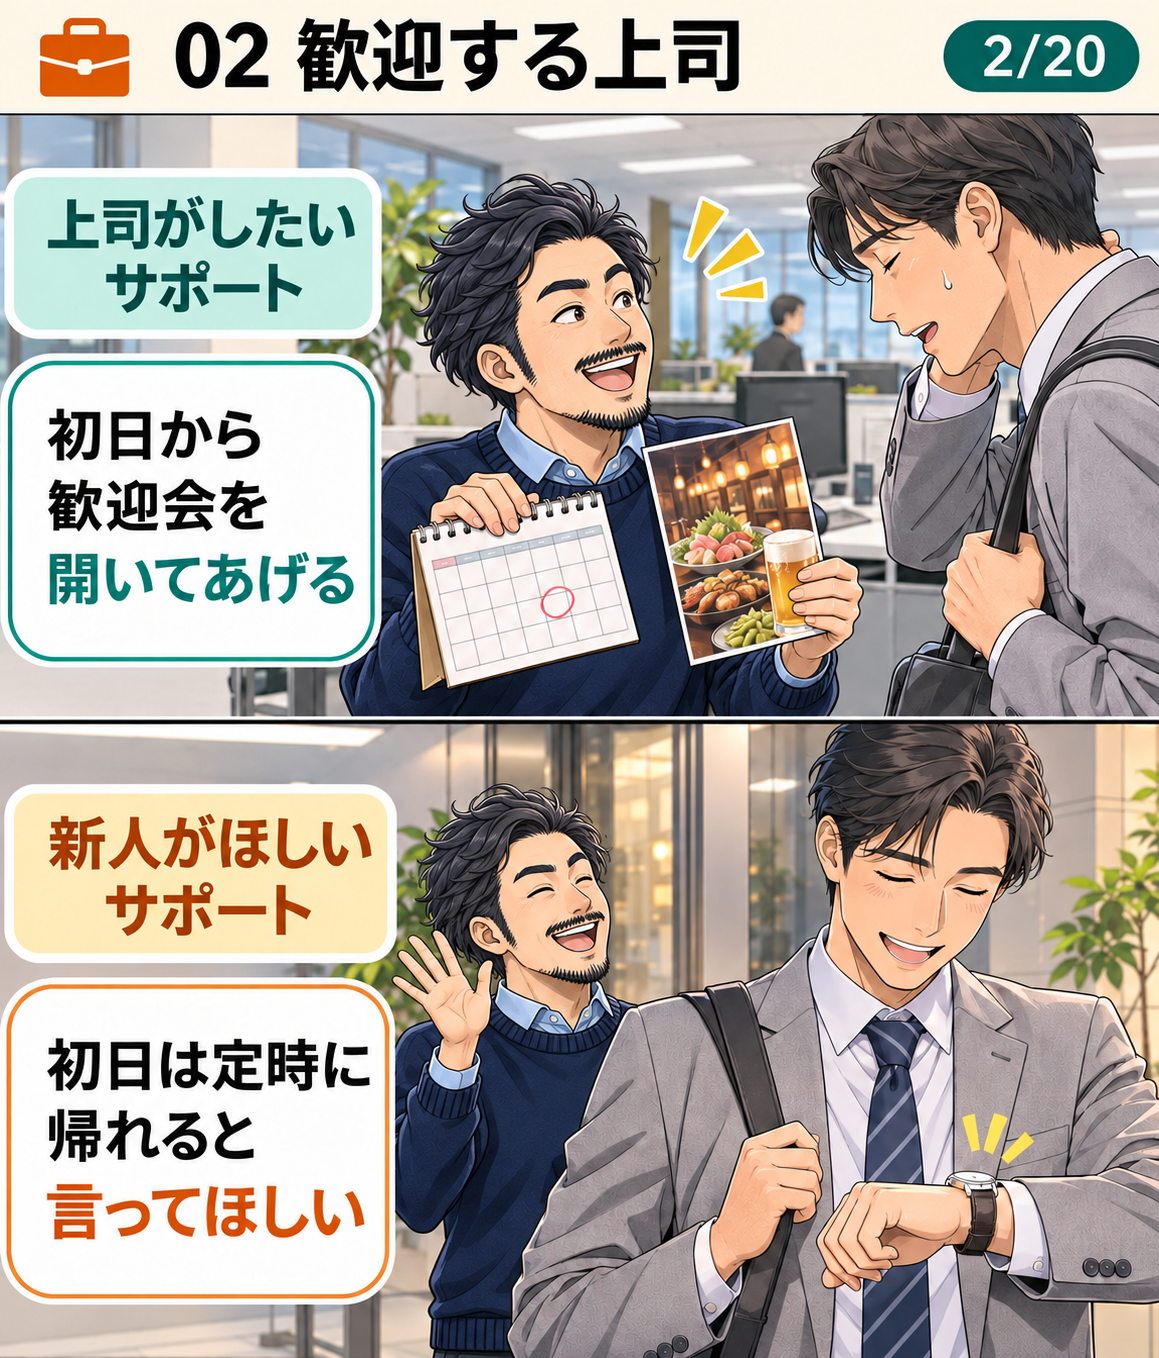 02 歓迎する上司
2/20
上司がしたい
サポート
初日から
歓迎会を
開いてあげる
新人がほしい
サポート
初日は定時に
帰れると
言ってほしい